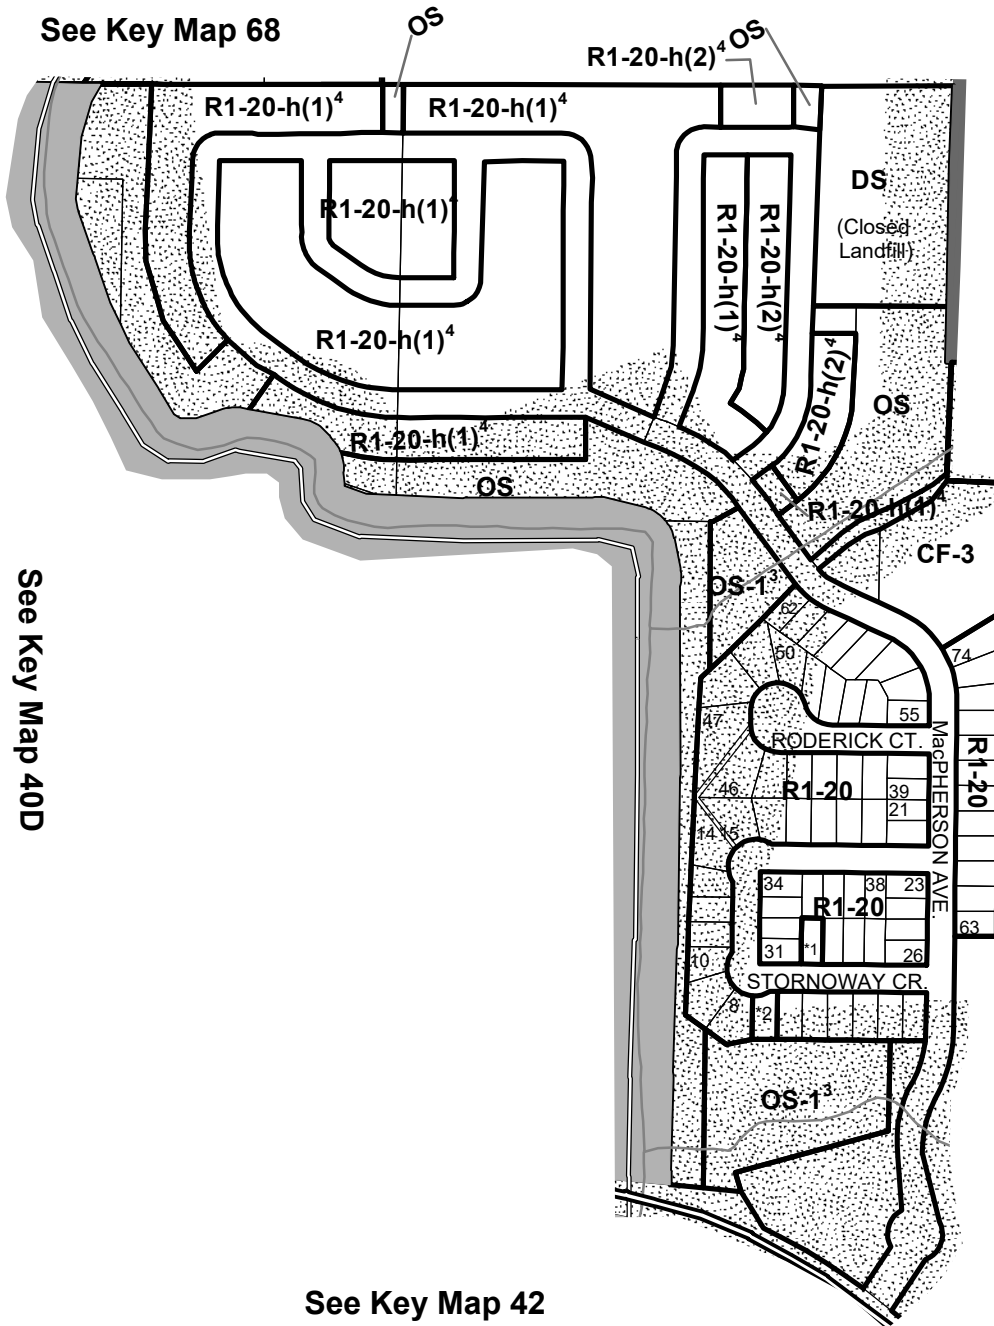 See Key Map 68
OS
R1-20-h(2)4
OS
R1-20-h(1)4
R1-20-h(1)4
DS
(Closed
Landfill)
R1-20-h(1)4
R1-20-h(1)4
R1-20-h(2)4
R1-20-h(1)4
R1-20-h(2)4
OS
R1-20-h(1)4
OS
R1-20-h(1)4
CF-3
OS-13
62
50
74
See Key Map 40D
47
55
RODERICK CT.
MacPHERSON AVE.
R1-20
46
R1-20
39
21
14
15
34
38
23
R1-20
63
31
*1
26
10
STORNOWAY CR.
8
*2
OS-13
See Key Map 42